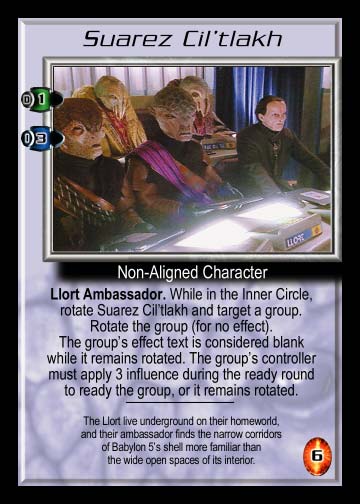 Suarez Cil'tlakh
D 1
I 3
LLORT
Non-Aligned Character
Llort Ambassador. While in the Inner Circle,
rotate Suarez Cil'tlakh and target a group.
Rotate the group (for no effect).
The group's effect text is considered blank
while it remains rotated. The group's controller
must apply 3 influence during the ready round
to ready the group, or it remains rotated.
The Llort live underground on their homeworld,
and their ambassador finds the narrow corridors
of Babylon 5's shell more familiar than
the wide open spaces of its interior.
6